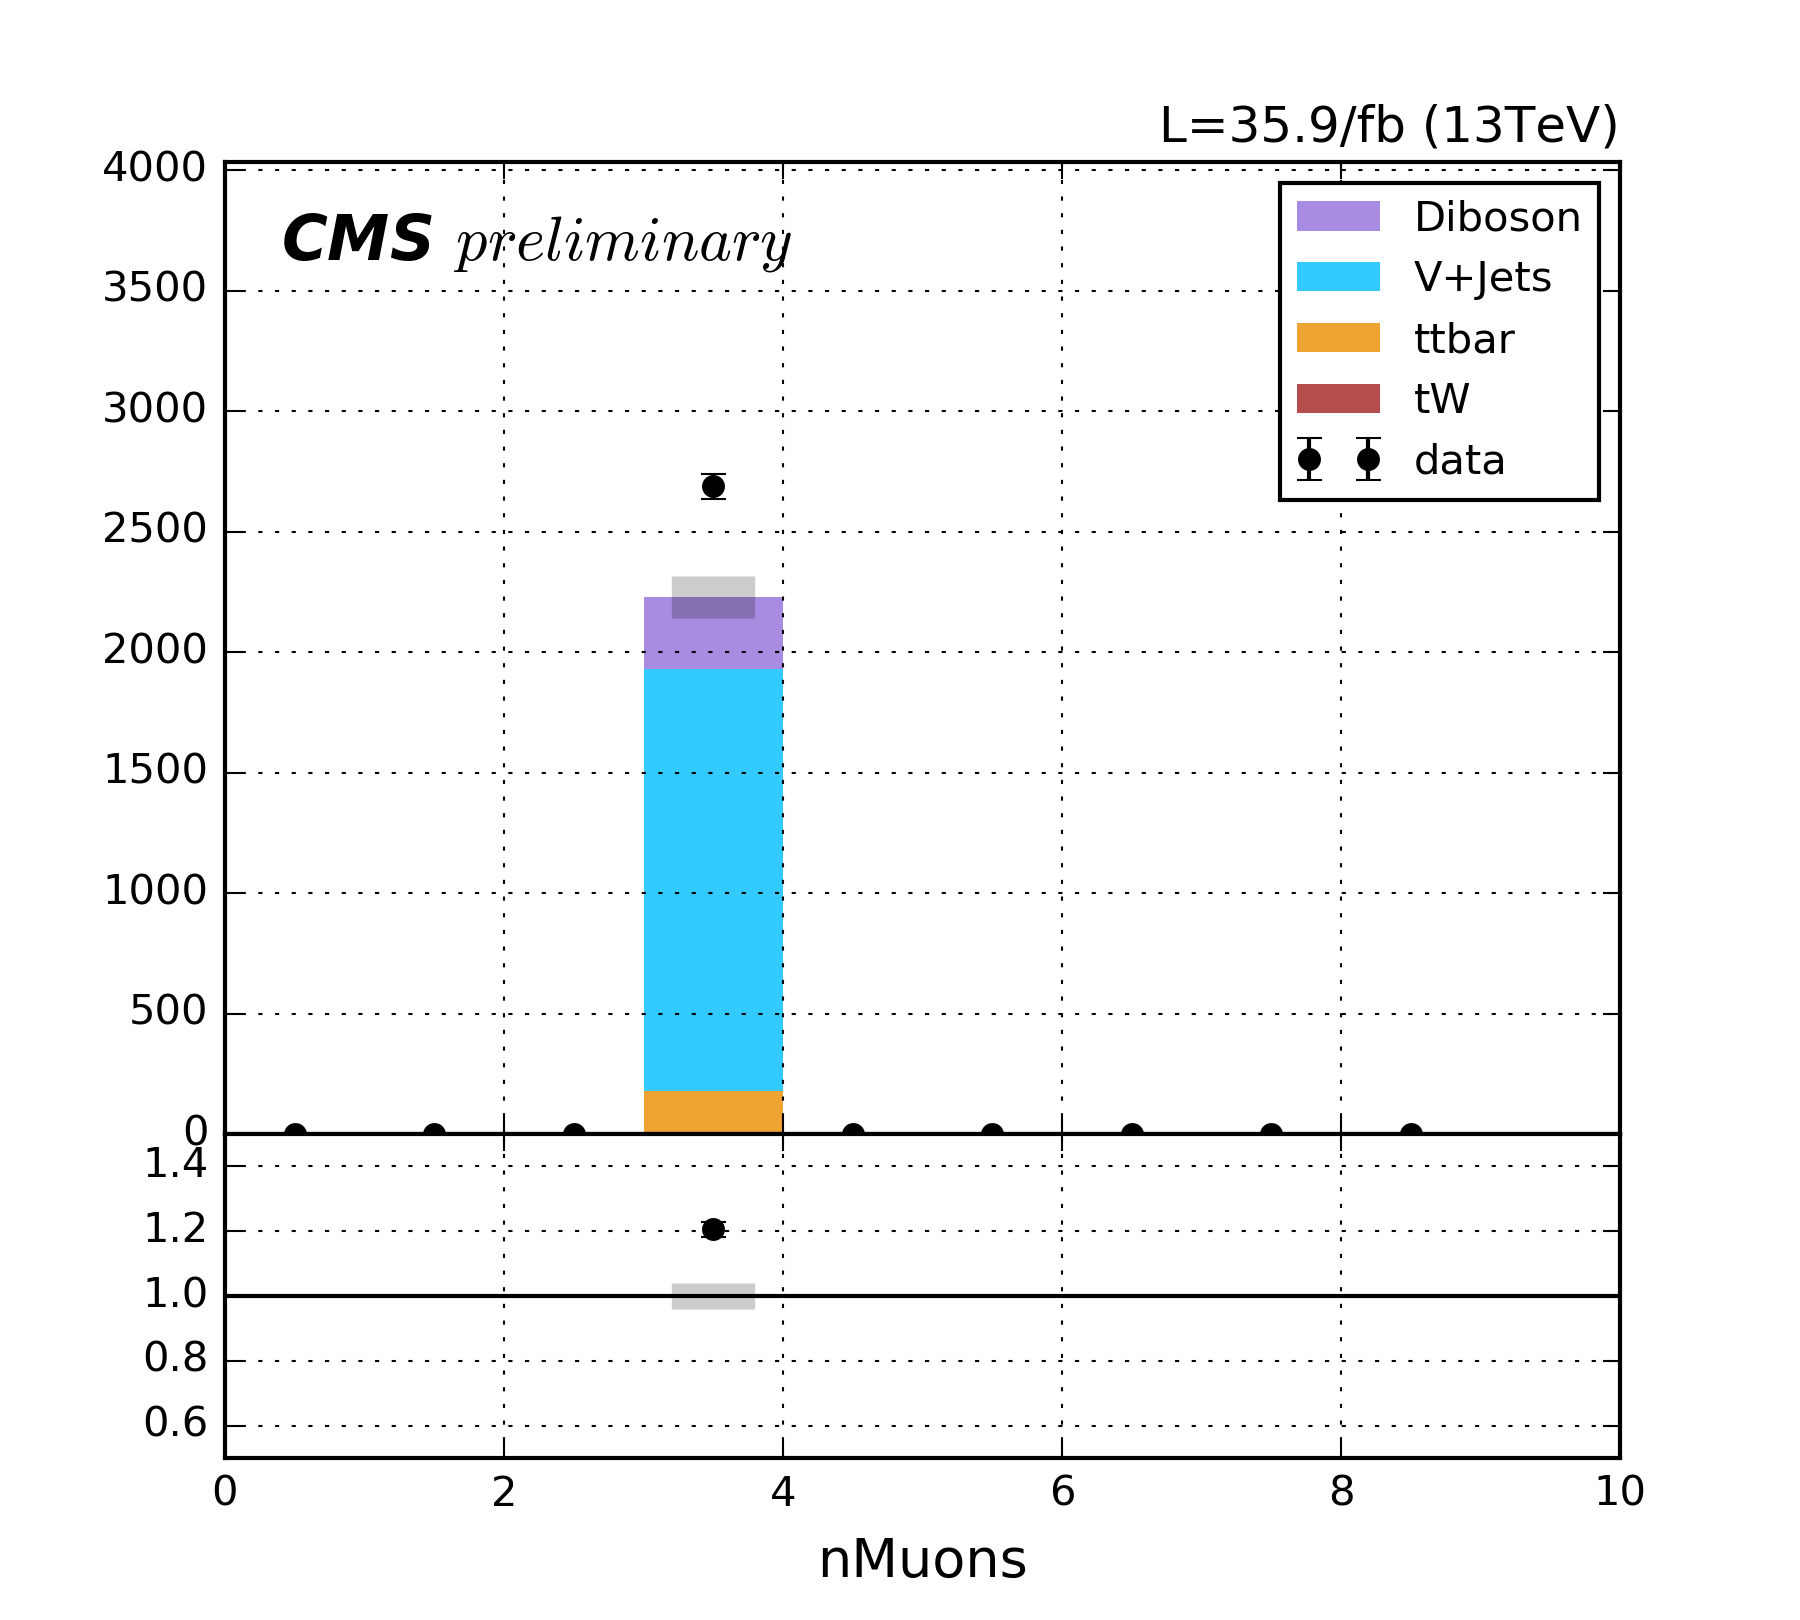 L=35.9/fb (13TeV)
CMS preliminary
Diboson
V+Jets
ttbar
tW
data
4000
3500
3000
2500
2000
1500
1000
500
0
1.4
1.2
1.0
0.8
0.6
0 2 4 6 8 10
nMuons